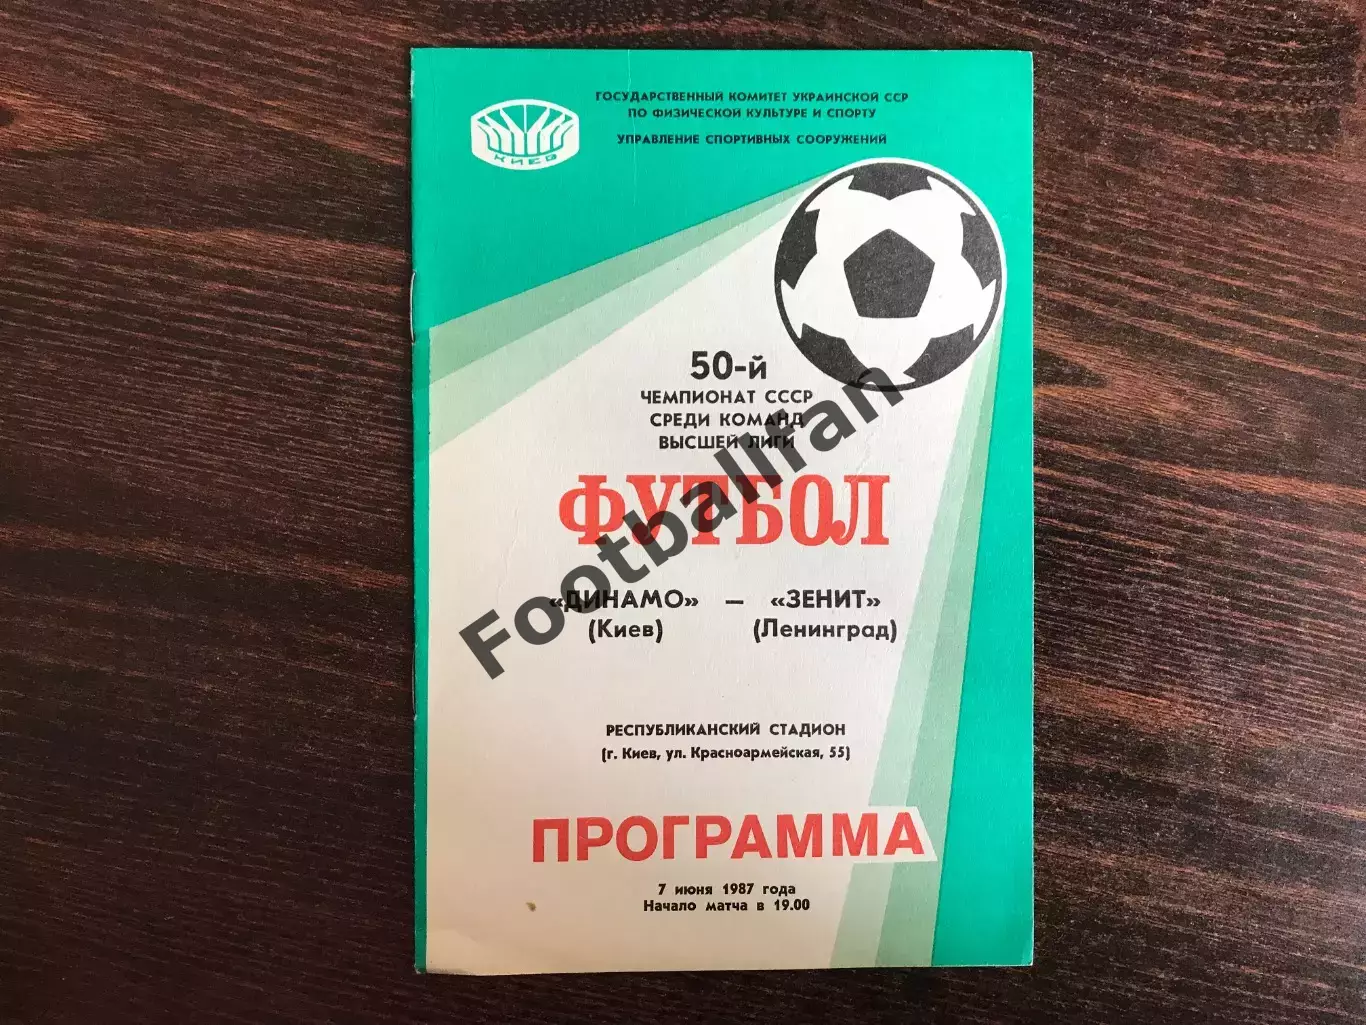 ГОСУДАРСТВЕННЫЙ КОМИТЕТ УКРАИНСКОЙ ССР
ПО ФИЗИЧЕСКОЙ КУЛЬТУРЕ И СПОРТУ
УПРАВЛЕНИЕ СПОРТИВНЫХ СООРУЖЕНИЙ
КИЕВ
50-й
ЧЕМПИОНАТ СССР
СРЕДИ КОМАНД
ВЫСШЕЙ ЛИГИ
ФУТБОЛ
«ДИНАМО» – «ЗЕНИТ»
(Киев) (Ленинград)
Footballfan
РЕСПУБЛИКАНСКИЙ СТАДИОН
(г. Киев, ул. Красноармейская, 55)
ПРОГРАММА
7 июня 1987 года
Начало матча в 19.00